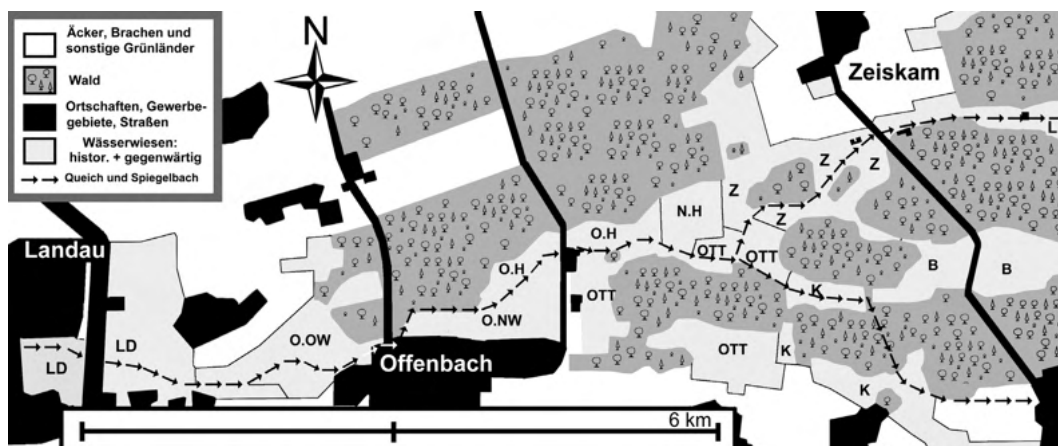 Äcker, Brachen und
sonstige Grünländer
Wald
Ortschaften, Gewerbe-
gebiete, Straßen
Wässerwiesen:
histor. + gegenwärtig
Queich und Spiegelbach
N
Zeiskam
L
Z
Z
Z
N.H
O.H
OTT
OTT
OTT
K
B
B
Landau
LD
LD
O.OW
O.H
O.NW
Offenbach
OTT
K
K
6 km